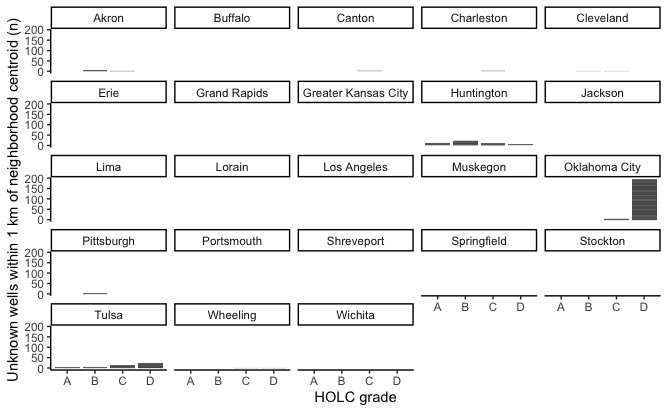 Unknown wells within 1 km of neighborhood centroid (n)
Akron Buffalo Canton Charleston Cleveland
200
150
100
50
0
Erie Grand Rapids Greater Kansas City Huntington Jackson
200
150
100
50
0
Lima Lorain Los Angeles Muskegon Oklahoma City
200
150
100
50
0
Pittsburgh Portsmouth Shreveport Springfield Stockton
200
150
100
50
0
A B C D A B C D
Tulsa Wheeling Wichita
200
150
100
50
0
A B C D A B C D A B C D
HOLC grade